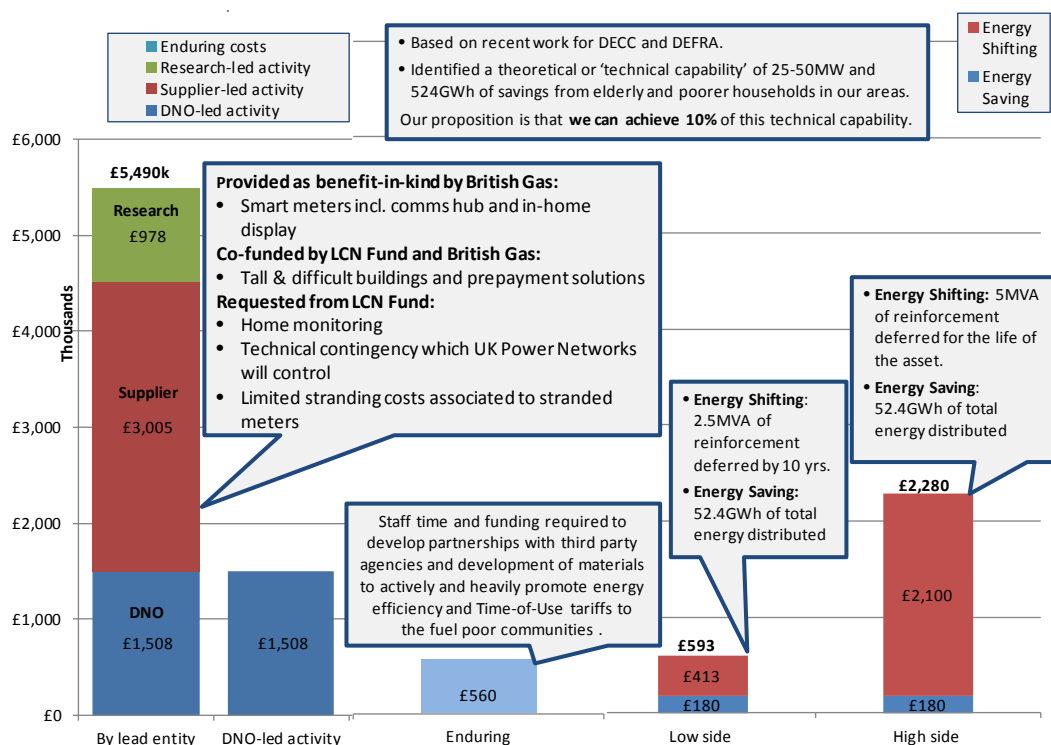 Enduring costs
Research-led activity
Supplier-led activity
DNO-led activity
• Based on recent work for DECC and DEFRA.
• Identified a theoretical or ‘technical capability’ of 25-50MW and
524GWh of savings from elderly and poorer households in our areas.
Our proposition is that we can achieve 10% of this technical capability.
Energy
Shifting
Energy
Saving
Thousands
£6,000
£5,000
£4,000
£3,000
£2,000
£1,000
£0
£5,490k
Research
£978
Supplier
£3,005
DNO
£1,508
By lead entity
Provided as benefit-in-kind by British Gas:
• Smart meters incl. comms hub and in-home
display
Co-funded by LCN Fund and British Gas:
• Tall & difficult buildings and prepayment solutions
Requested from LCN Fund:
• Home monitoring
• Technical contingency which UK Power Networks
will control
• Limited stranding costs associated to stranded
meters
£1,508
DNO-led activity
Staff time and funding required to
develop partnerships with third party
agencies and development of materials
to actively and heavily promote energy
efficiency and Time-of-Use tariffs to
the fuel poor communities .
£560
Enduring
• Energy Shifting:
2.5MVA of
reinforcement
deferred by 10 yrs.
• Energy Saving:
52.4GWh of total
energy distributed
£593
£413
£180
Low side
• Energy Shifting: 5MVA
of reinforcement
deferred for the life of
the asset.
• Energy Saving:
52.4GWh of total
energy distributed
£2,280
£2,100
£180
High side